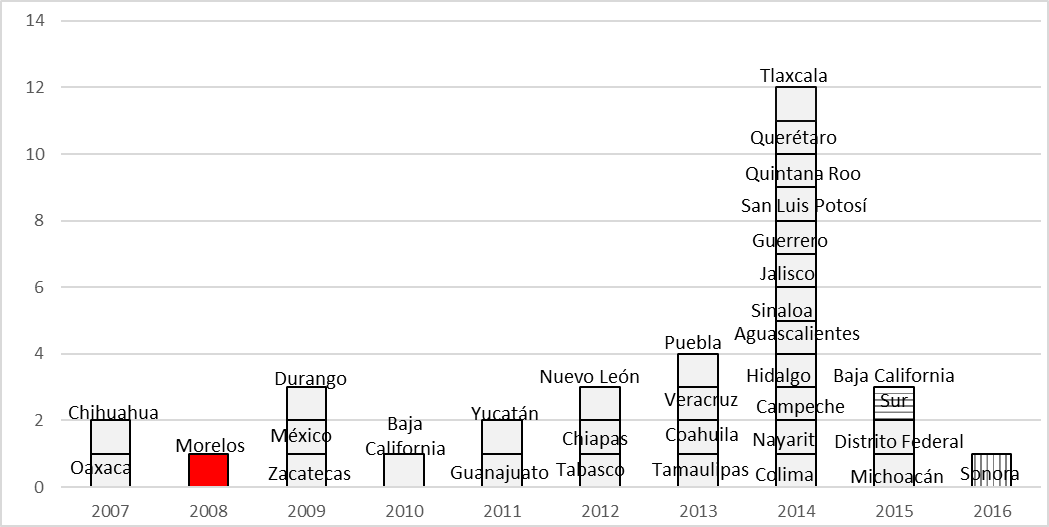 14
12
10
8
6
4
2
0
Chihuahua
Oaxaca
Morelos
Durango
México
Zacatecas
Baja
California
Yucatán
Guanajuato
Nuevo León
Chiapas
Tabasco
Puebla
Veracruz
Coahuila
Tamaulipas
Tlaxcala
Querétaro
Quintana Roo
San Luis Potosí
Guerrero
Jalisco
Sinaloa
Aguascalientes
Hidalgo
Campeche
Nayarit
Colima
Baja California
Sur
Distrito Federal
Michoacán
Sonora
2007 2008 2009 2010 2011 2012 2013 2014 2015 2016